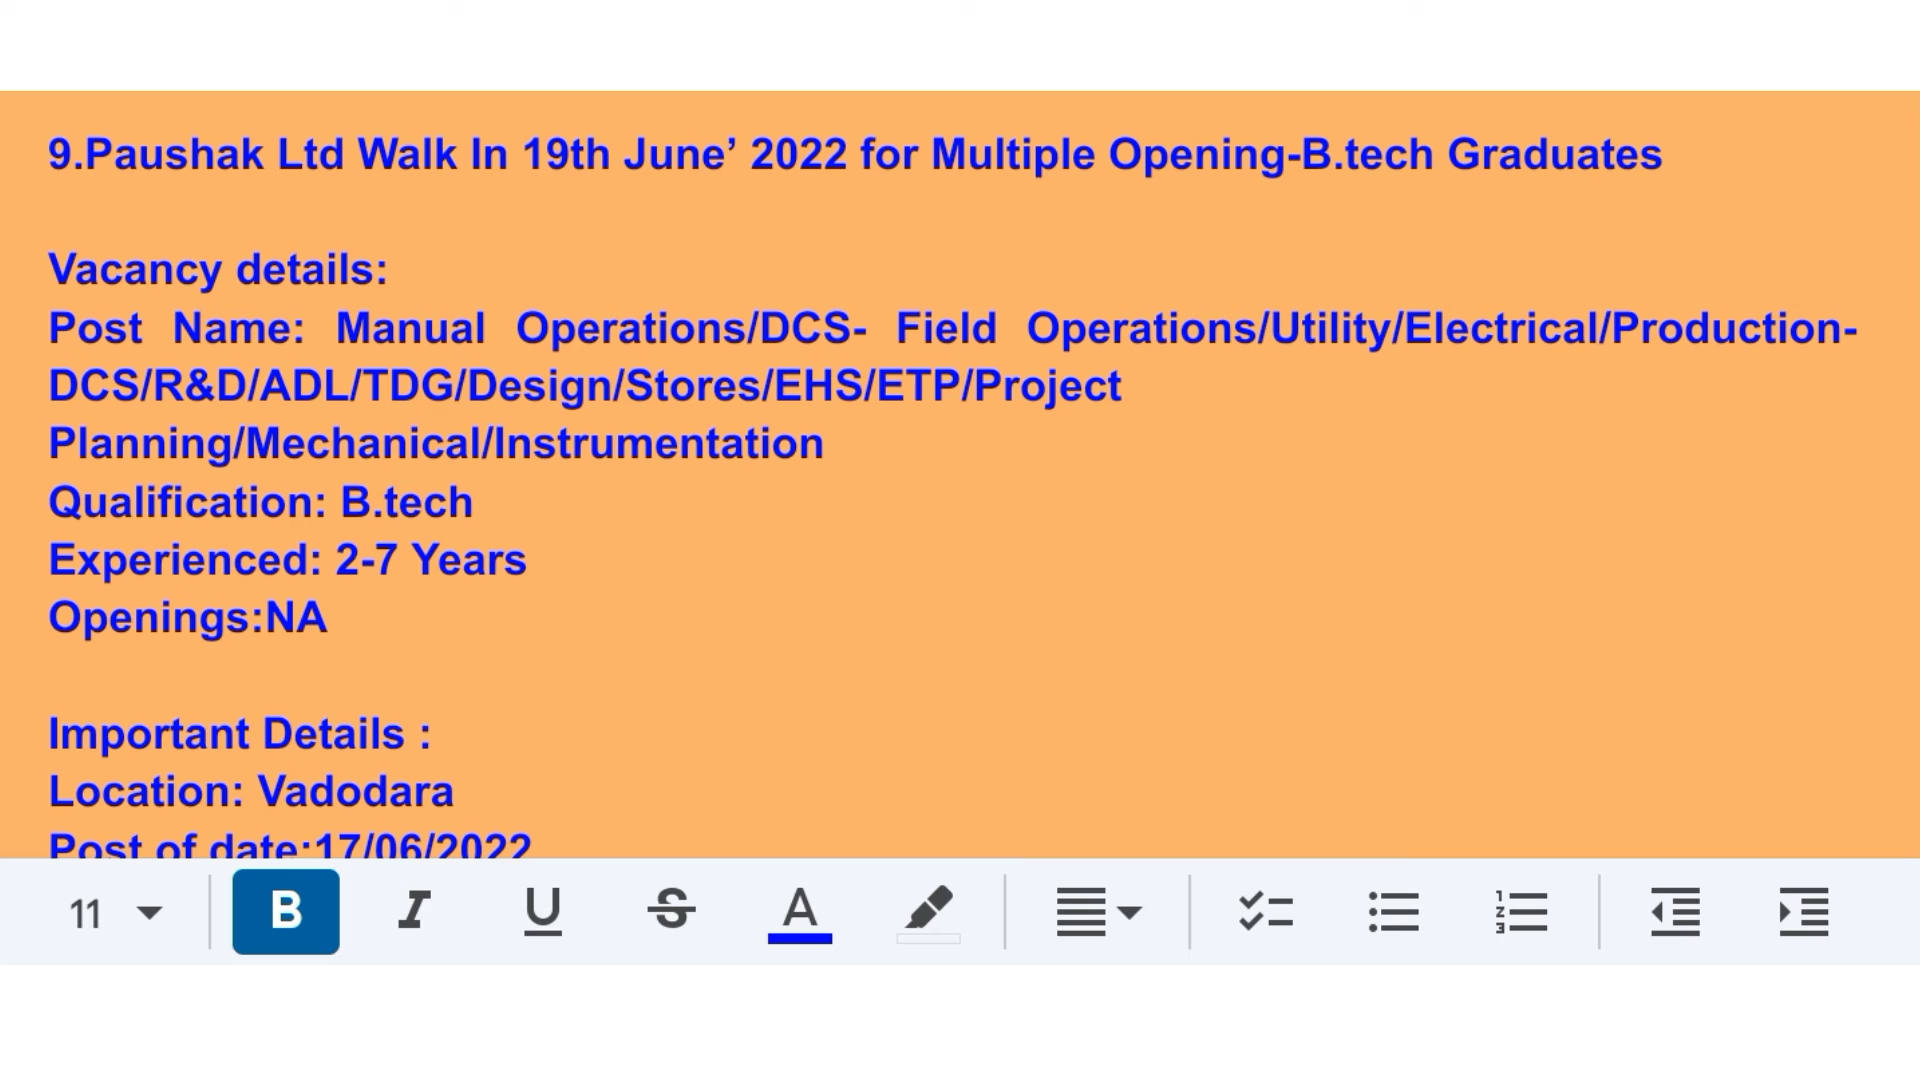 9.Paushak Ltd Walk In 19th June’ 2022 for Multiple Opening-B.tech Graduates
Vacancy details:
Post Name: Manual Operations/DCS- Field Operations/Utility/Electrical/Production-
DCS/R&D/ADL/TDG/Design/Stores/EHS/ETP/Project
Planning/Mechanical/Instrumentation
Qualification: B.tech
Experienced: 2-7 Years
Openings:NA
Important Details :
Location: Vadodara
Post of date:17/06/2022
11 B I U S A